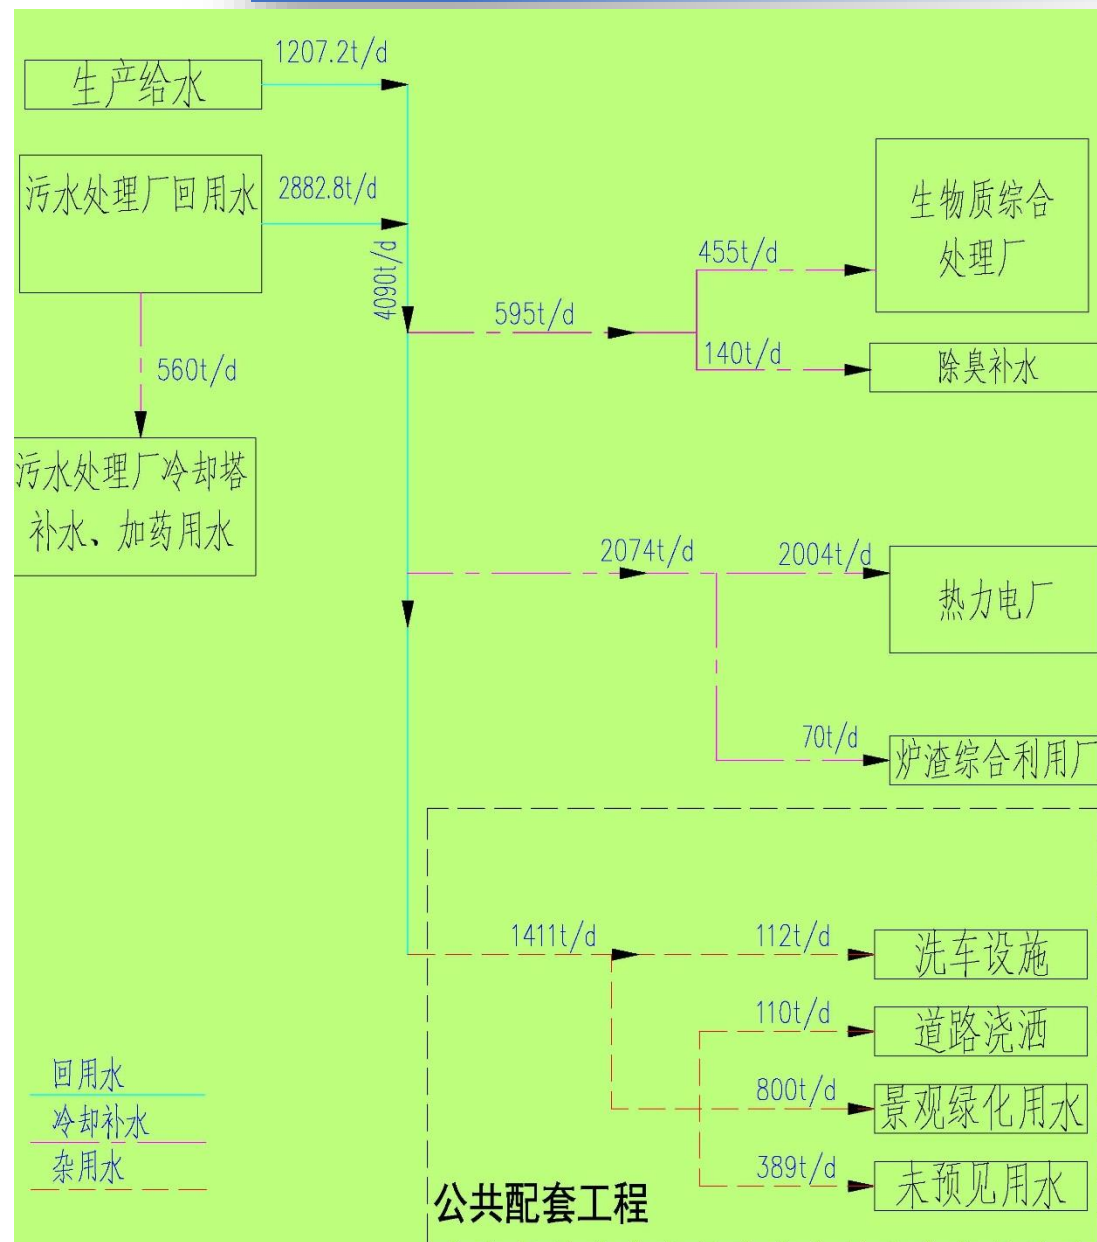 1207.2t/d
生产给水
污水处理厂回用水
2882.8t/d
4090t/d
560t/d
污水处理厂冷却塔
补水、加药用水
595t/d
455t/d
生物质综合
处理厂
140t/d
除臭补水
2074t/d
2004t/d
热力电厂
70t/d
炉渣综合利用厂
1411t/d
112t/d
洗车设施
110t/d
道路浇洒
800t/d
景观绿化用水
389t/d
未预见用水
公共配套工程
回用水
冷却补水
杂用水